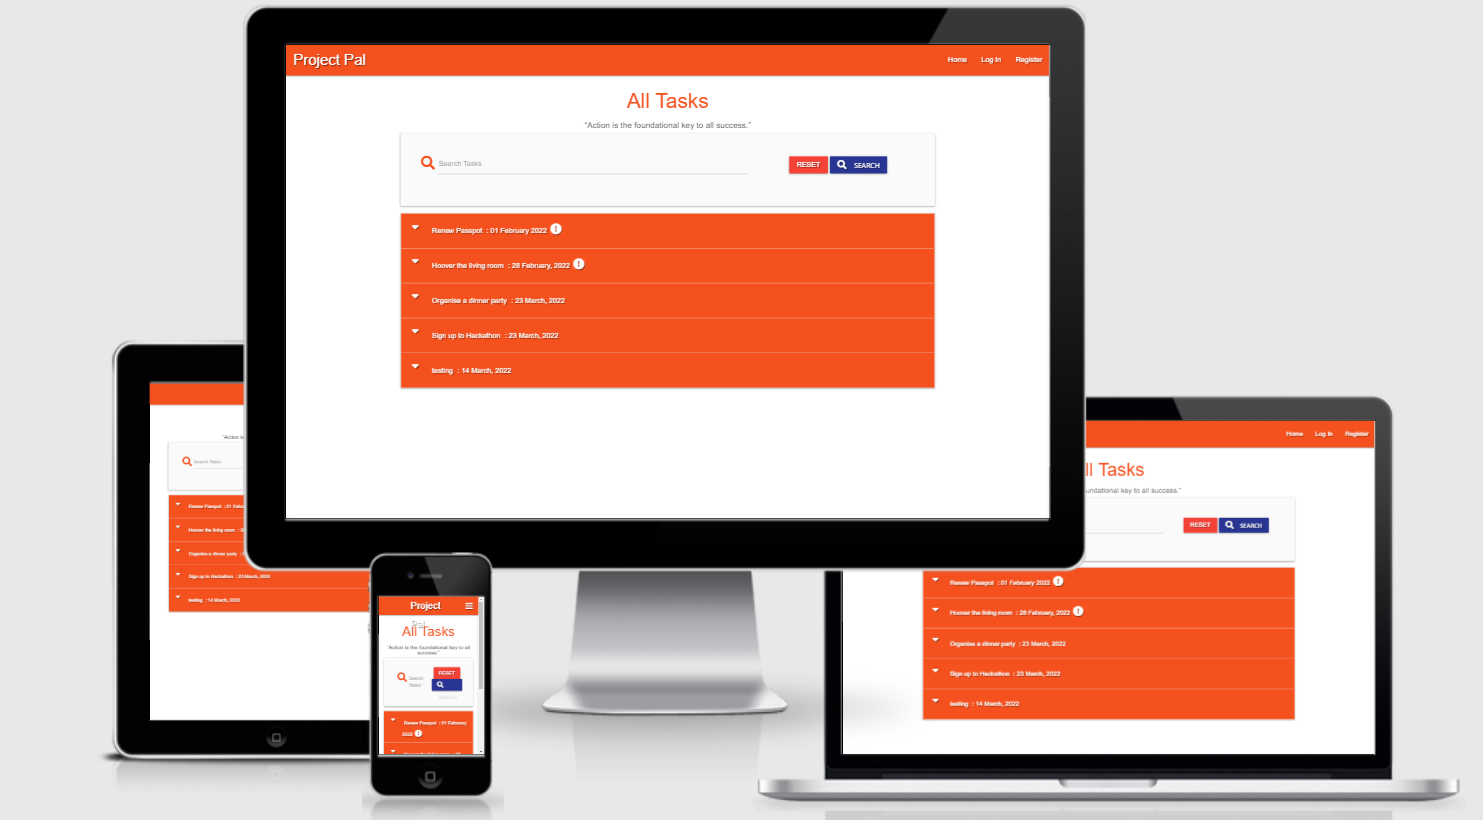 Project Pal
Home Log In Register
All Tasks
“Action is the foundational key to all success.”
Search Tasks
RESET
SEARCH
Renew Passpot : 01 February 2022 !
Hoover the living room : 28 February, 2022 !
Organise a dinner party : 23 March, 2022
Sign up to Hackathon : 23 March, 2022
testing : 14 March, 2022
"Action is
Search Tasks
Renew Passpot : 01 Febru
Hoover the living room : 2
Organise a dinner party :
Sign up to Hackathon : 23 March, 2022
testing : 14 March, 2022
Project
Pal
All Tasks
"Action is the foundational key to all
success."
Search
Tasks
RESET
Renew Passpot : 01 February
2022 !
Home Log In Register
ll Tasks
undational key to all success."
RESET
SEARCH
Renew Passpot : 01 February 2022 !
Hoover the living room : 28 February, 2022 !
Organise a dinner party : 23 March, 2022
Sign up to Hackathon : 23 March, 2022
testing : 14 March, 2022